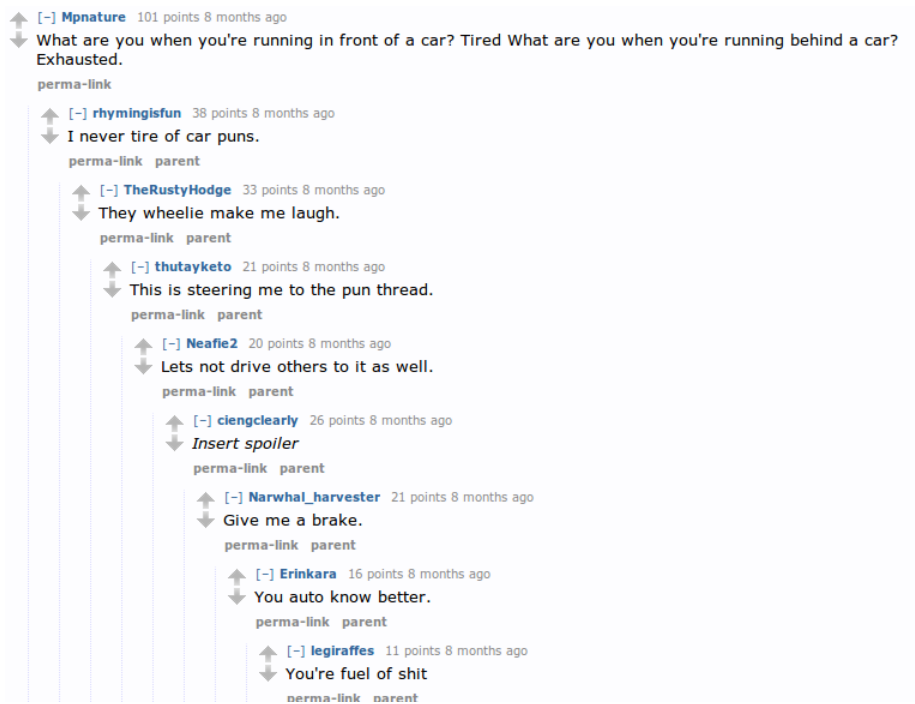 [-] Mpnature 101 points 8 months ago
What are you when you're running in front of a car? Tired What are you when you're running behind a car?
Exhausted.
perma-link
[-] rhymingisfun 38 points 8 months ago
I never tire of car puns.
perma-link parent
[-] TheRustyHodge 33 points 8 months ago
They wheelie make me laugh.
perma-link parent
[-] thutayketo 21 points 8 months ago
This is steering me to the pun thread.
perma-link parent
[-] Neafie2 20 points 8 months ago
Lets not drive others to it as well.
perma-link parent
[-] ciengclearly 26 points 8 months ago
Insert spoiler
perma-link parent
[-] Narwhal_harvester 21 points 8 months ago
Give me a brake.
perma-link parent
[-] Erinkara 16 points 8 months ago
You auto know better.
perma-link parent
[-] legiraffes 11 points 8 months ago
You're fuel of shit
perma-link parent